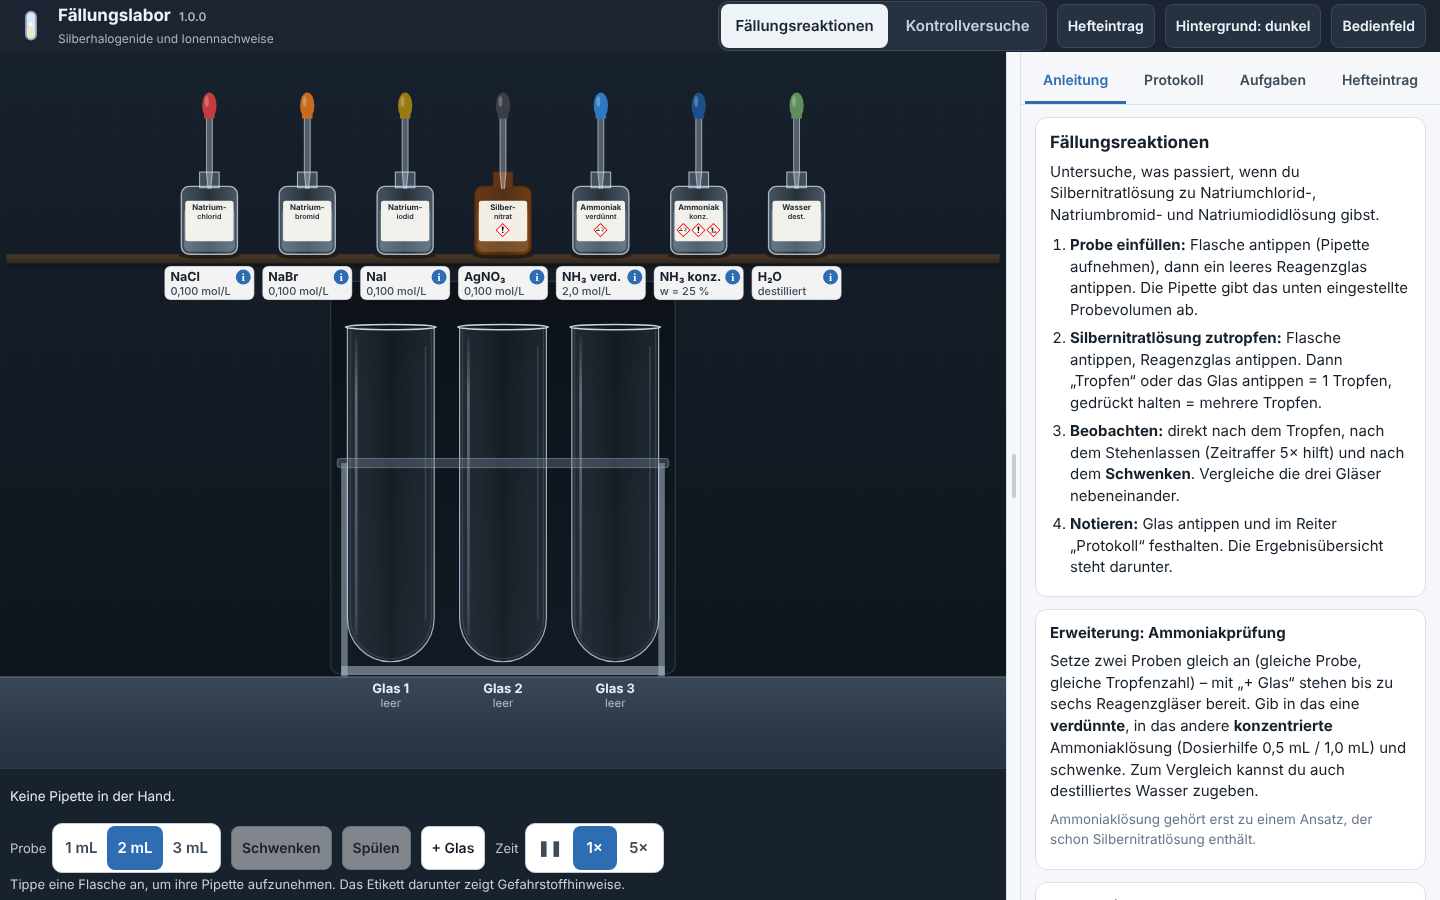 Fällungslabor 1.0.0
Silberhalogenide und Ionennachweise
Fällungsreaktionen
Kontrollversuche
Hefteintrag
Hintergrund: dunkel
Bedienfeld
Natrium-
chlorid
Natrium-
bromid
Natrium-
iodid
Silber-
nitrat
Ammoniak
verdünnt
Ammoniak
konz.
Wasser
dest.
NaCl i
0,100 mol/L
NaBr i
0,100 mol/L
NaI i
0,100 mol/L
AgNO₃ i
0,100 mol/L
NH₃ verd. i
2,0 mol/L
NH₃ konz. i
w = 25 %
H₂O i
destilliert
Glas 1
leer
Glas 2
leer
Glas 3
leer
Keine Pipette in der Hand.
Probe 1 mL 2 mL 3 mL Schwenken Spülen + Glas Zeit 1× 5×
Tippe eine Flasche an, um ihre Pipette aufzunehmen. Das Etikett darunter zeigt Gefahrstoffhinweise.
Anleitung Protokoll Aufgaben Hefteintrag
Fällungsreaktionen
Untersuche, was passiert, wenn du
Silbernitratlösung zu Natriumchlorid-,
Natriumbromid- und Natriumiodidlösung gibst.
1. Probe einfüllen: Flasche antippen (Pipette
aufnehmen), dann ein leeres Reagenzglas
antippen. Die Pipette gibt das unten eingestellte
Probevolumen ab.
2. Silbernitratlösung zutropfen: Flasche
antippen, Reagenzglas antippen. Dann
„Tropfen“ oder das Glas antippen = 1 Tropfen,
gedrückt halten = mehrere Tropfen.
3. Beobachten: direkt nach dem Tropfen, nach
dem Stehenlassen (Zeitraffer 5× hilft) und nach
dem Schwenken. Vergleiche die drei Gläser
nebeneinander.
4. Notieren: Glas antippen und im Reiter
„Protokoll“ festhalten. Die Ergebnisübersicht
steht darunter.
Erweiterung: Ammoniakprüfung
Setze zwei Proben gleich an (gleiche Probe,
gleiche Tropfenzahl) – mit „+ Glas“ stehen bis zu
sechs Reagenzgläser bereit. Gib in das eine
verdünnte, in das andere konzentrierte
Ammoniaklösung (Dosierhilfe 0,5 mL / 1,0 mL) und
schwenke. Zum Vergleich kannst du auch
destilliertes Wasser zugeben.
Ammoniaklösung gehört erst zu einem Ansatz, der
schon Silbernitratlösung enthält.